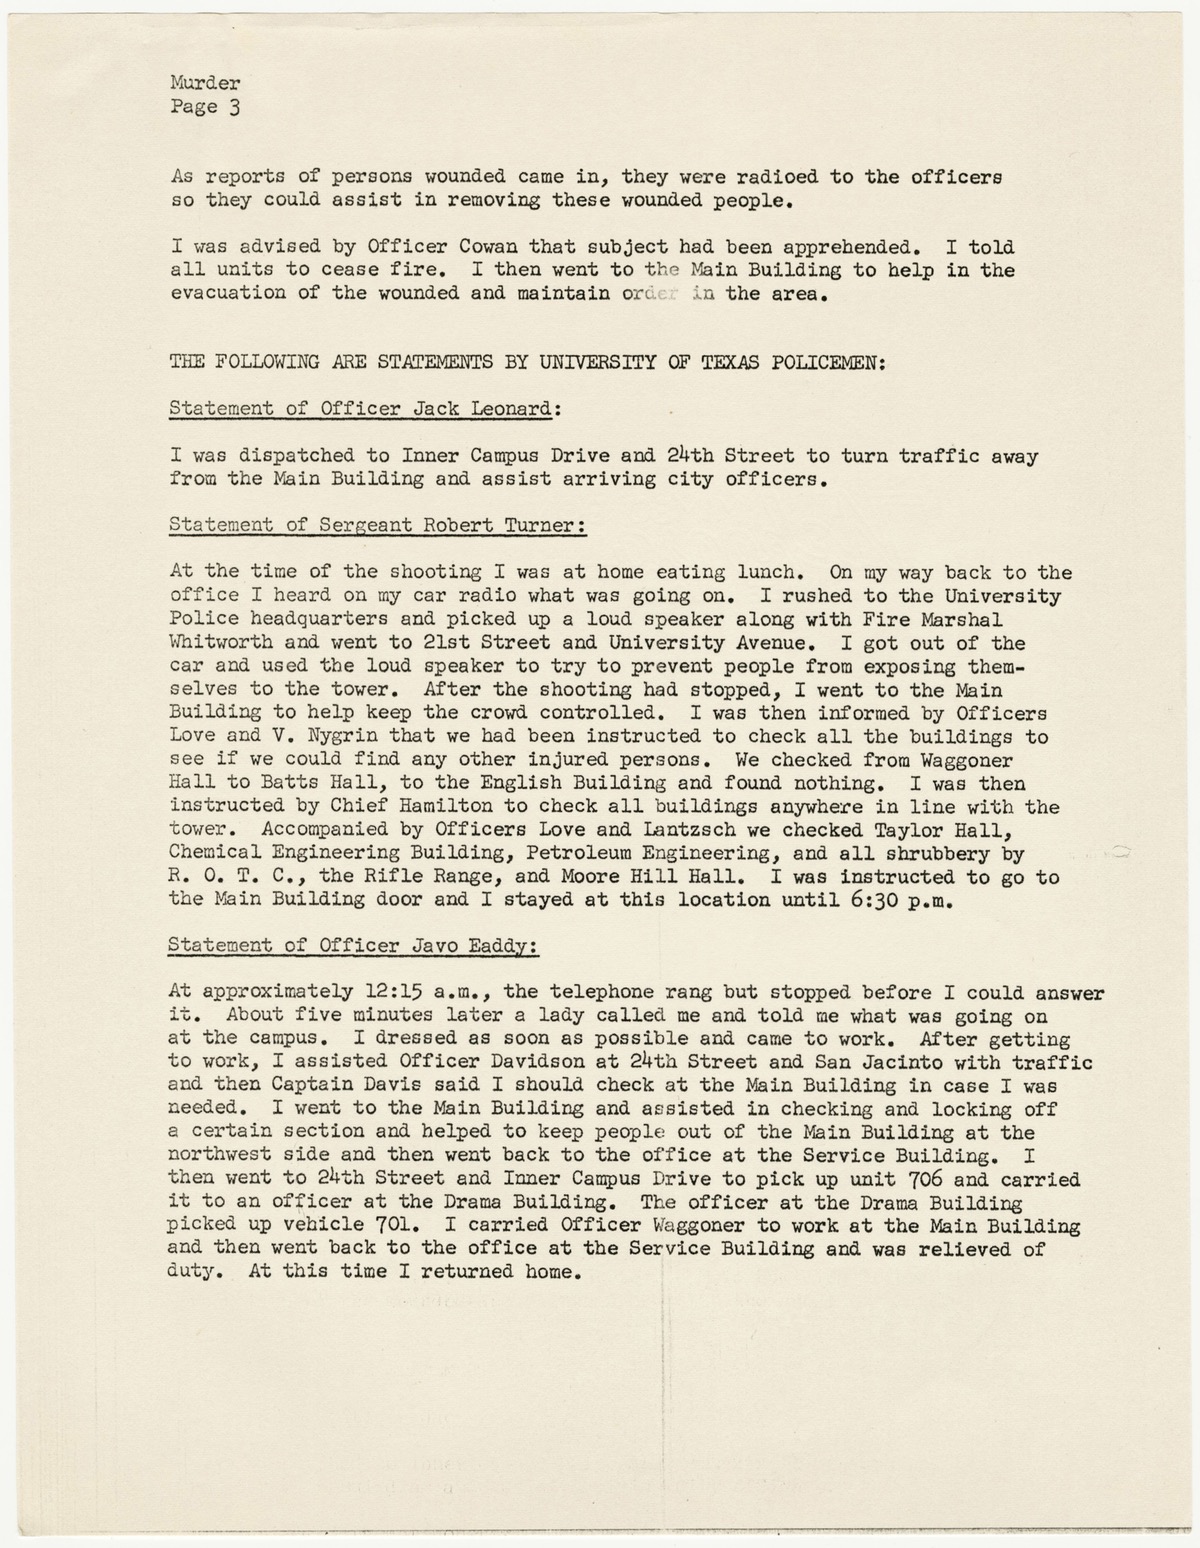 Murder
Page 3
As reports of persons wounded came in, they were radioed to the officers
so they could assist in removing these wounded people.
I was advised by Officer Cowan that subject had been apprehended. I told
all units to cease fire. I then went to the Main Building to help in the
evacuation of the wounded and maintain order in the area.
THE FOLLOWING ARE STATEMENTS BY UNIVERSITY OF TEXAS POLICEMEN:
Statement of Officer Jack Leonard:
I was dispatched to Inner Campus Drive and 24th Street to turn traffic away
from the Main Building and assist arriving city officers.
Statement of Sergeant Robert Turner:
At the time of the shooting I was at home eating lunch. On my way back to the
office I heard on my car radio what was going on. I rushed to the University
Police headquarters and picked up a loud speaker along with Fire Marshal
Whitworth and went to 21st Street and University Avenue. I got out of the
car and used the loud speaker to try to prevent people from exposing them-
selves to the tower. After the shooting had stopped, I went to the Main
Building to help keep the crowd controlled. I was then informed by Officers
Love and V. Nygrin that we had been instructed to check all the buildings to
see if we could find any other injured persons. We checked from Waggoner
Hall to Batts Hall, to the English Building and found nothing. I was then
instructed by Chief Hamilton to check all buildings anywhere in line with the
tower. Accompanied by Officers Love and Lantzsch we checked Taylor Hall,
Chemical Engineering Building, Petroleum Engineering, and all shrubbery by
R. O. T. C., the Rifle Range, and Moore Hill Hall. I was instructed to go to
the Main Building door and I stayed at this location until 6:30 p.m.
Statement of Officer Javo Eaddy:
At approximately 12:15 a.m., the telephone rang but stopped before I could answer
it. About five minutes later a lady called me and told me what was going on
at the campus. I dressed as soon as possible and came to work. After getting
to work, I assisted Officer Davidson at 24th Street and San Jacinto with traffic
and then Captain Davis said I should check at the Main Building in case I was
needed. I went to the Main Building and assisted in checking and locking off
a certain section and helped to keep people out of the Main Building at the
northwest side and then went back to the office at the Service Building. I
then went to 24th Street and Inner Campus Drive to pick up unit 706 and carried
it to an officer at the Drama Building. The officer at the Drama Building
picked up vehicle 701. I carried Officer Waggoner to work at the Main Building
and then went back to the office at the Service Building and was relieved of
duty. At this time I returned home.